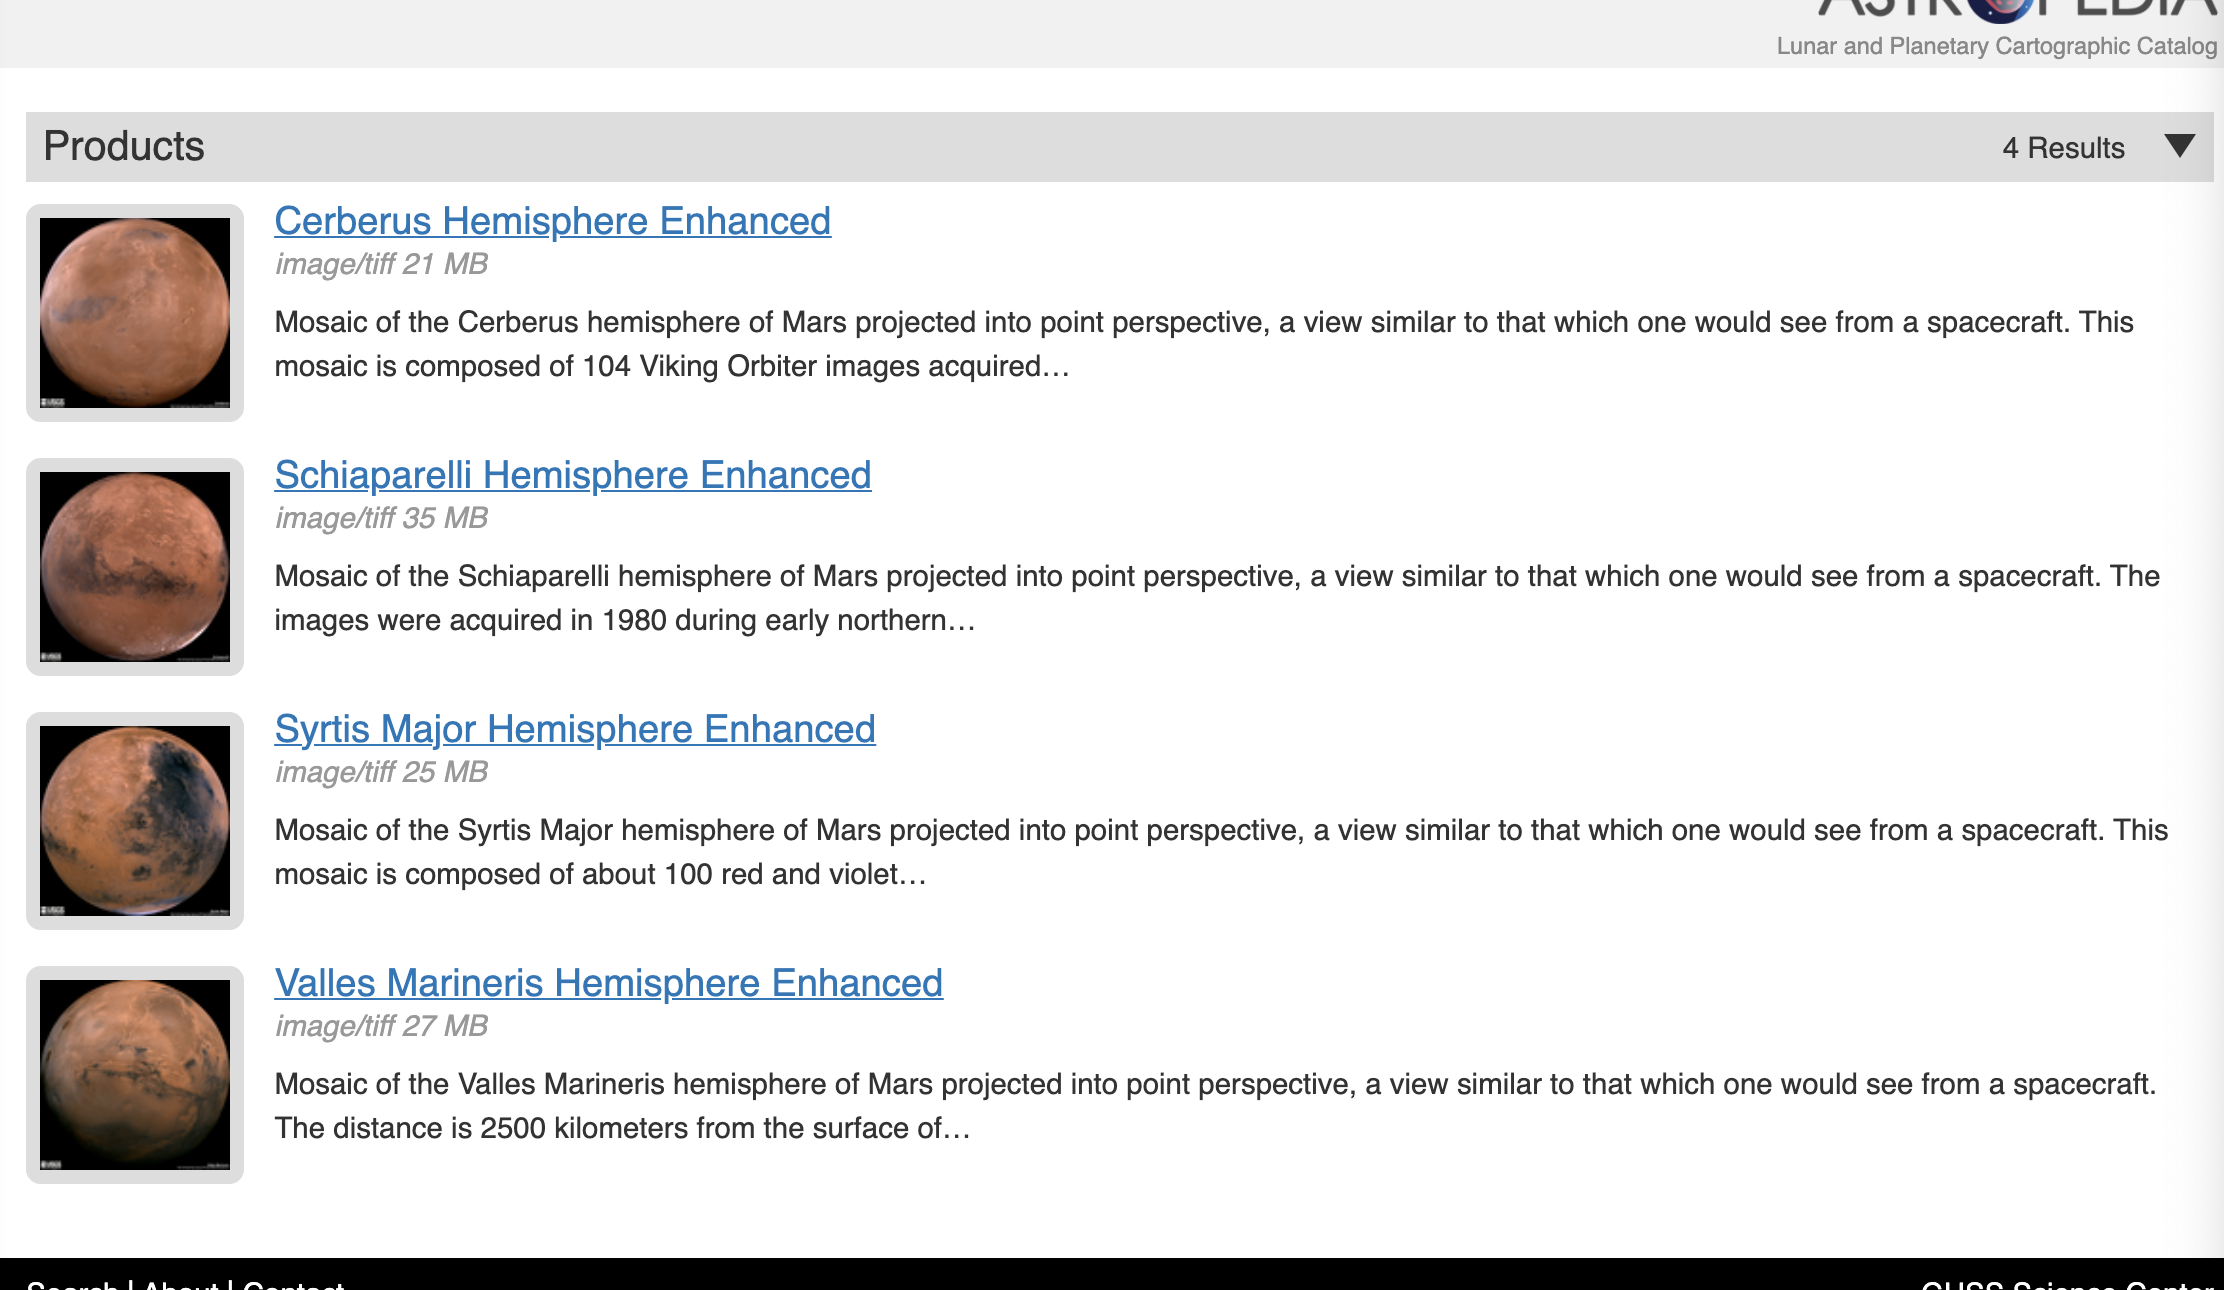 ASTROPEDIA
Lunar and Planetary Cartographic Catalog
Products
4 Results
Cerberus Hemisphere Enhanced
image/tiff 21 MB
Mosaic of the Cerberus hemisphere of Mars projected into point perspective, a view similar to that which one would see from a spacecraft. This
mosaic is composed of 104 Viking Orbiter images acquired…
Schiaparelli Hemisphere Enhanced
image/tiff 35 MB
Mosaic of the Schiaparelli hemisphere of Mars projected into point perspective, a view similar to that which one would see from a spacecraft. The
images were acquired in 1980 during early northern…
Syrtis Major Hemisphere Enhanced
image/tiff 25 MB
Mosaic of the Syrtis Major hemisphere of Mars projected into point perspective, a view similar to that which one would see from a spacecraft. This
mosaic is composed of about 100 red and violet…
Valles Marineris Hemisphere Enhanced
image/tiff 27 MB
Mosaic of the Valles Marineris hemisphere of Mars projected into point perspective, a view similar to that which one would see from a spacecraft.
The distance is 2500 kilometers from the surface of…
Search | About | Contact
GUSS Science Center